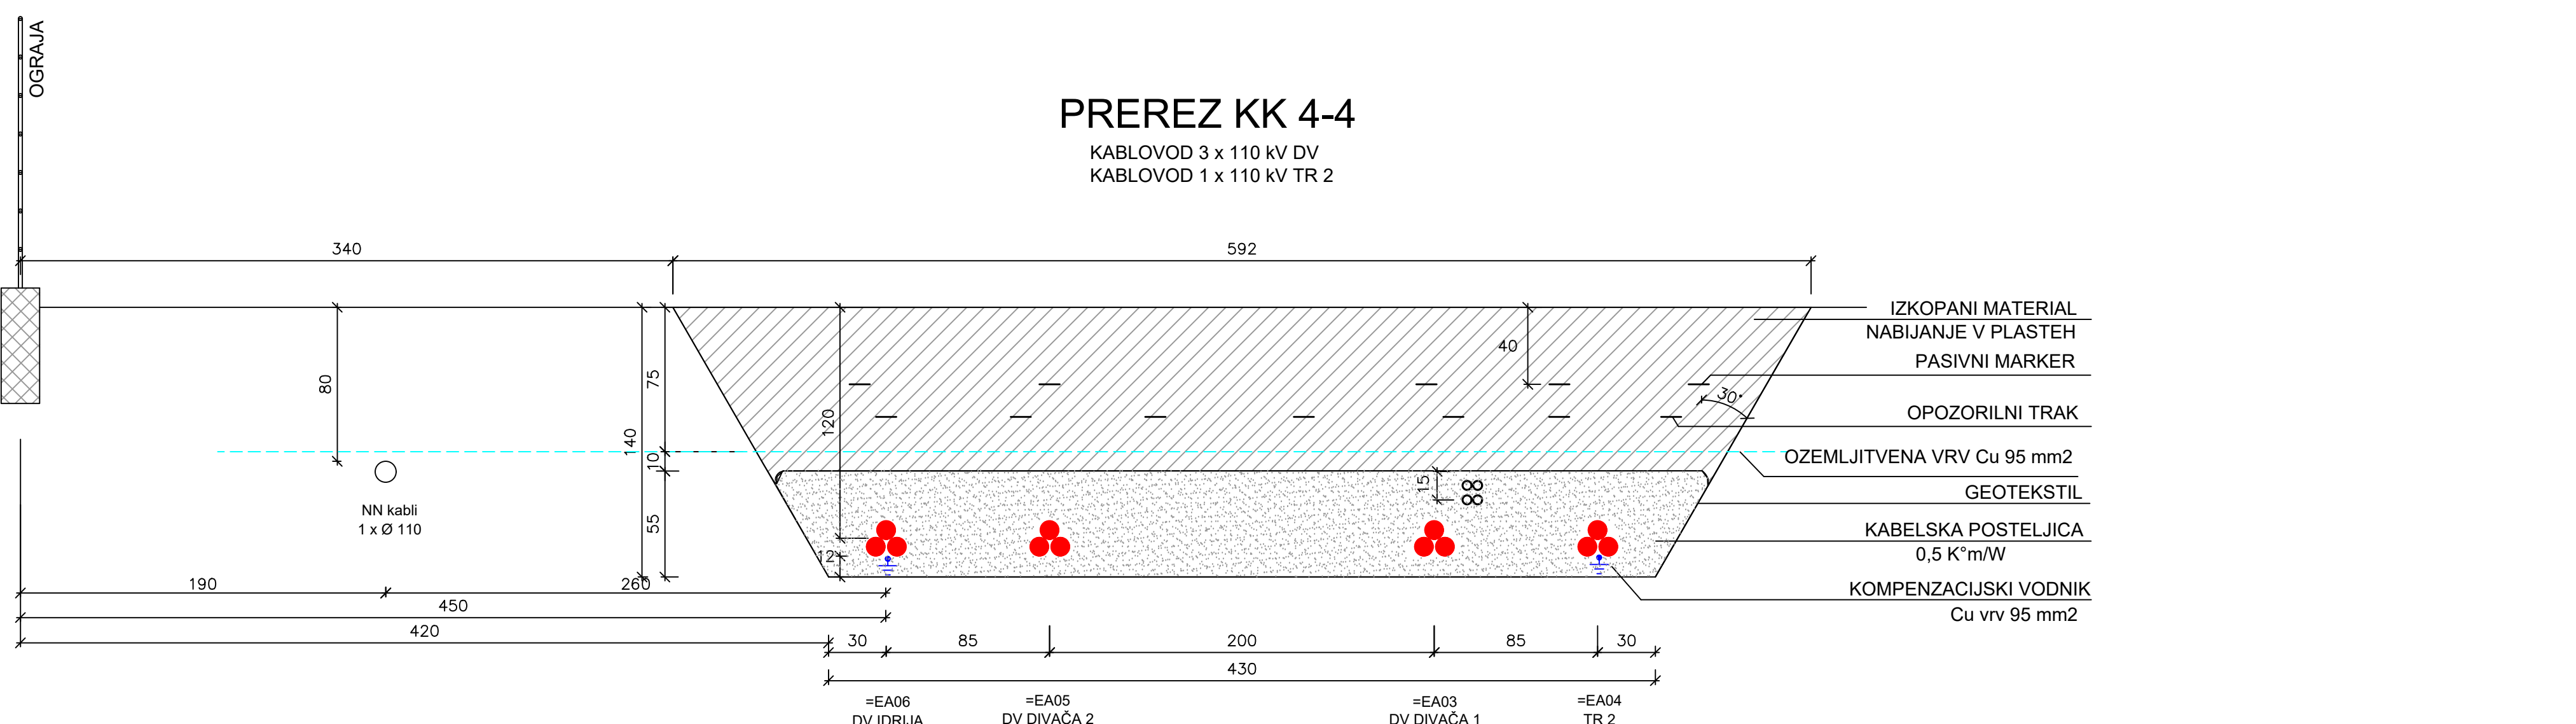 OGRAJA
PREREZ KK 4-4
KABLOVOD 3 x 110 kV DV
KABLOVOD 1 x 110 kV TR 2
340
592
IZKOPANI MATERIAL
NABIJANJE V PLASTEH
PASIVNI MARKER
OPOZORILNI TRAK
OZEMLJITVENA VRV Cu 95 mm2
GEOTEKSTIL
KABELSKA POSTELJICA
0,5 K°m/W
KOMPENZACIJSKI VODNIK
Cu vrv 95 mm2
80
140
75
10
55
120
12
40
15
30°
NN kabli
1 x Ø 110
190
260
450
420
30
85
200
85
30
430
=EA06
DV IDRIJA
=EA05
DV DIVAČA 2
=EA03
DV DIVAČA 1
=EA04
TR 2